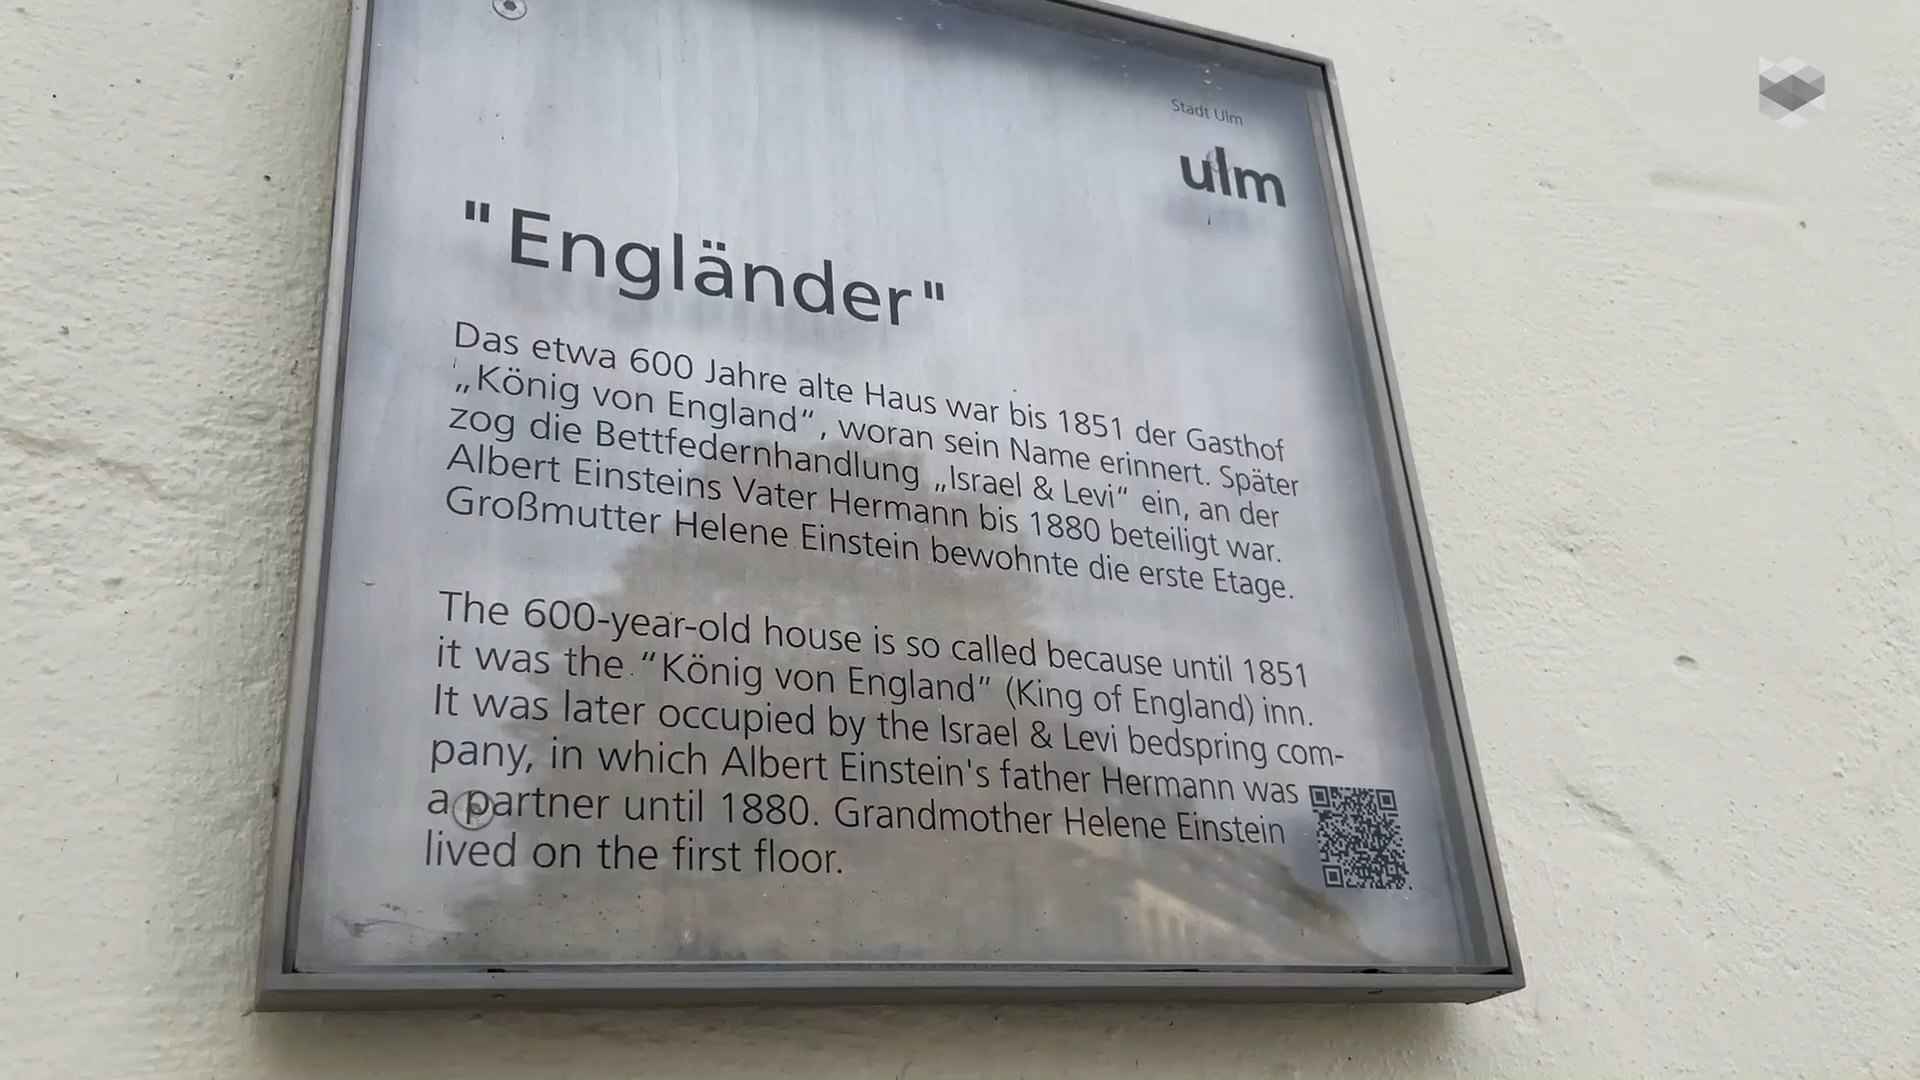 Stadt Ulm
ulm
"Engländer"
Das etwa 600 Jahre alte Haus war bis 1851 der Gasthof
„König von England“, woran sein Name erinnert. Später
zog die Bettfedernhandlung „Israel & Levi“ ein, an der
Albert Einsteins Vater Hermann bis 1880 beteiligt war.
Großmutter Helene Einstein bewohnte die erste Etage.
The 600-year-old house is so called because until 1851
it was the “König von England” (King of England) inn.
It was later occupied by the Israel & Levi bedspring com-
pany, in which Albert Einstein's father Hermann was
a partner until 1880. Grandmother Helene Einstein
lived on the first floor.